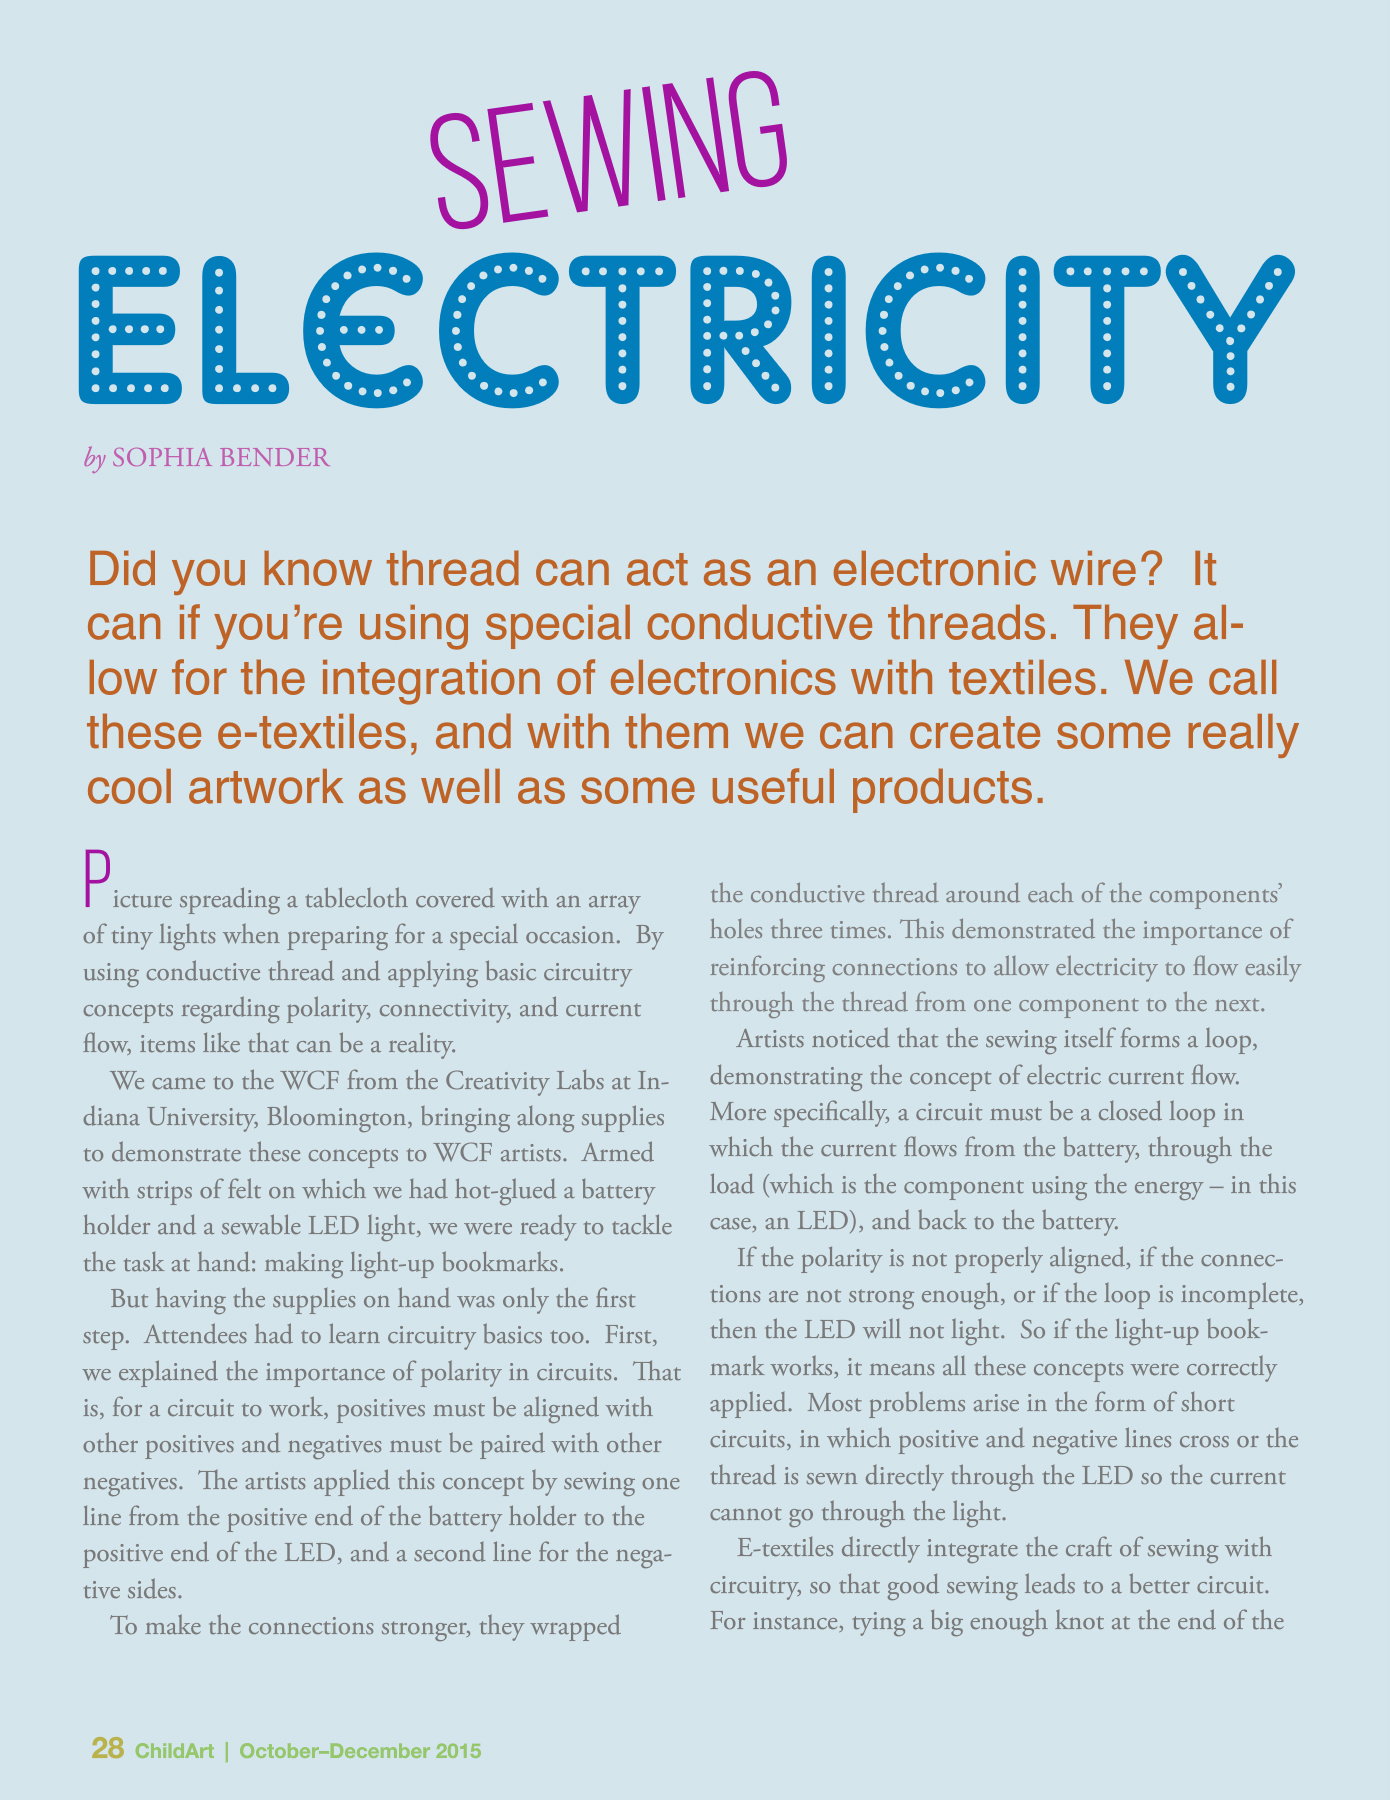 SEWING
ELECTRICITY
by SOPHIA BENDER
Did you know thread can act as an electronic wire?  It
can if you’re using special conductive threads. They al-
low for the integration of electronics with textiles. We call
these e-textiles, and with them we can create some really
cool artwork as well as some useful products.
Picture spreading a tablecloth covered with an array
of tiny lights when preparing for a special occasion.  By
using conductive thread and applying basic circuitry
concepts regarding polarity, connectivity, and current
flow, items like that can be a reality.
We came to the WCF from the Creativity Labs at In-
diana University, Bloomington, bringing along supplies
to demonstrate these concepts to WCF artists.  Armed
with strips of felt on which we had hot-glued a battery
holder and a sewable LED light, we were ready to tackle
the task at hand: making light-up bookmarks.
But having the supplies on hand was only the first
step.  Attendees had to learn circuitry basics too.  First,
we explained the importance of polarity in circuits.  That
is, for a circuit to work, positives must be aligned with
other positives and negatives must be paired with other
negatives.  The artists applied this concept by sewing one
line from the positive end of the battery holder to the
positive end of the LED, and a second line for the nega-
tive sides.
To make the connections stronger, they wrapped
the conductive thread around each of the components’
holes three times. This demonstrated the importance of
reinforcing connections to allow electricity to flow easily
through the thread from one component to the next.
Artists noticed that the sewing itself forms a loop,
demonstrating the concept of electric current flow.
More specifically, a circuit must be a closed loop in
which the current flows from the battery, through the
load (which is the component using the energy – in this
case, an LED), and back to the battery.
If the polarity is not properly aligned, if the connec-
tions are not strong enough, or if the loop is incomplete,
then the LED will not light.  So if the light-up book-
mark works, it means all these concepts were correctly
applied.  Most problems arise in the form of short
circuits, in which positive and negative lines cross or the
thread is sewn directly through the LED so the current
cannot go through the light.
E-textiles directly integrate the craft of sewing with
circuitry, so that good sewing leads to a better circuit.
For instance, tying a big enough knot at the end of the
28 ChildArt | October–December 2015